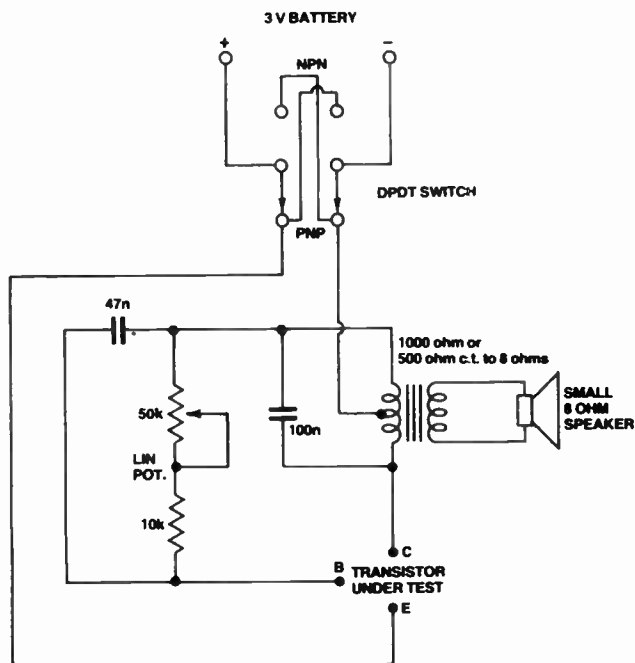 3 V BATTERY
+
−
NPN
DPDT SWITCH
PNP
47n
1000 ohm or
500 ohm c.t. to 8 ohms
50k
100n
SMALL
8 OHM
SPEAKER
LIN
POT.
10k
C
B
TRANSISTOR
UNDER TEST
E